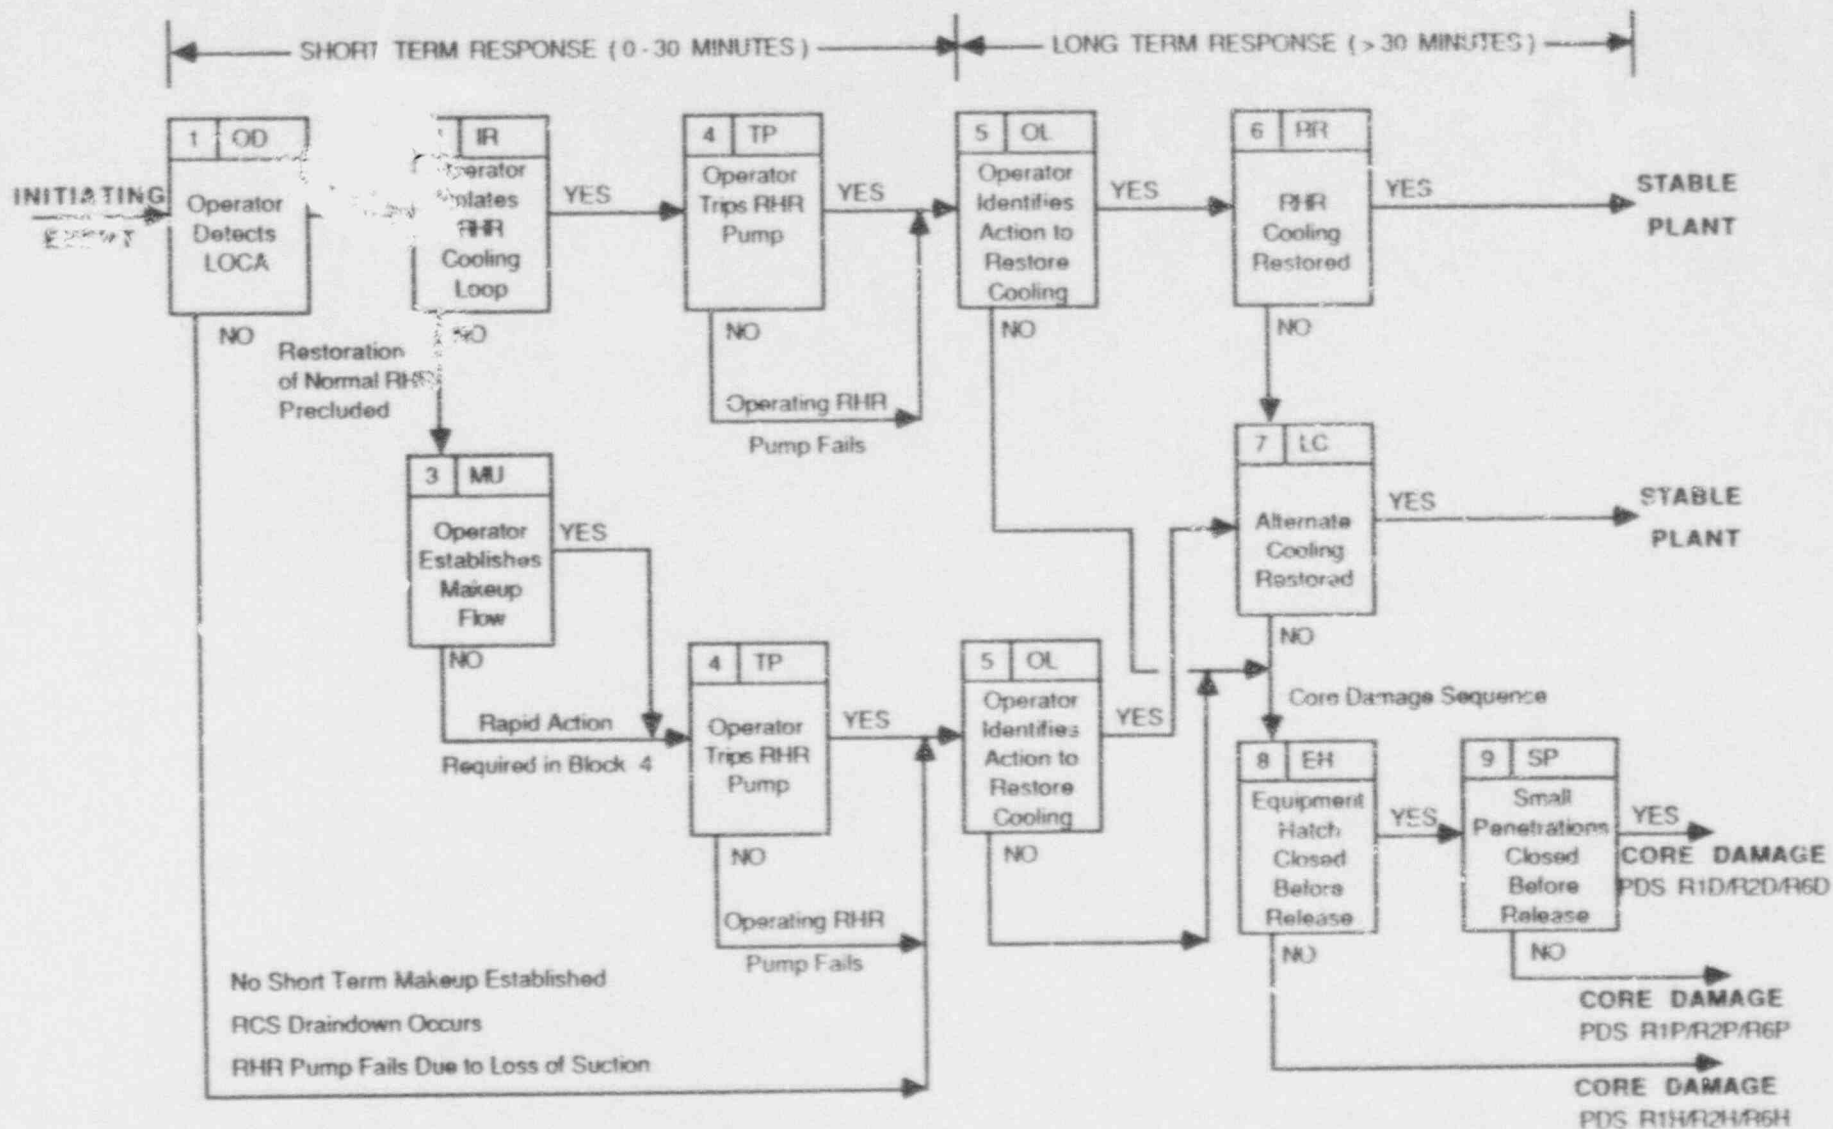 SHORT TERM RESPONSE ( 0 - 30 MINUTES )
LONG TERM RESPONSE ( > 30 MINUTES )
INITIATING
1 OD
Operator
Detects
LOCA
NO
IR
RHR
Cooling
Loop
YES
NO
Restoration
of Normal RHR
Precluded
4 TP
Operator
Trips RHR
Pump
YES
NO
Operating RHR
Pump Fails
5 OL
Operator
Identifies
Action to
Restore
Cooling
YES
NO
6 RR
RHR
Cooling
Restored
YES
NO
STABLE
PLANT
3 MU
Operator
Establishes
Makeup
Flow
YES
NO
Rapid Action
Required in Block 4
4 TP
Operator
Trips RHR
Pump
YES
NO
Operating RHR
Pump Fails
5 OL
Operator
Identifies
Action to
Restore
Cooling
YES
NO
7 LC
Alternate
Cooling
Restored
YES
NO
STABLE
PLANT
Core Damage Sequence
8 EH
Equipment
Hatch
Closed
Before
Release
YES
NO
9 SP
Small
Penetrations
Closed
Before
Release
YES
NO
CORE DAMAGE
PDS R1D/R2D/R6D
CORE DAMAGE
PDS R1P/R2P/R6P
CORE DAMAGE
PDS R1H/R2H/R6H
No Short Term Makeup Established
RCS Draindown Occurs
RHR Pump Fails Due to Loss of Suction